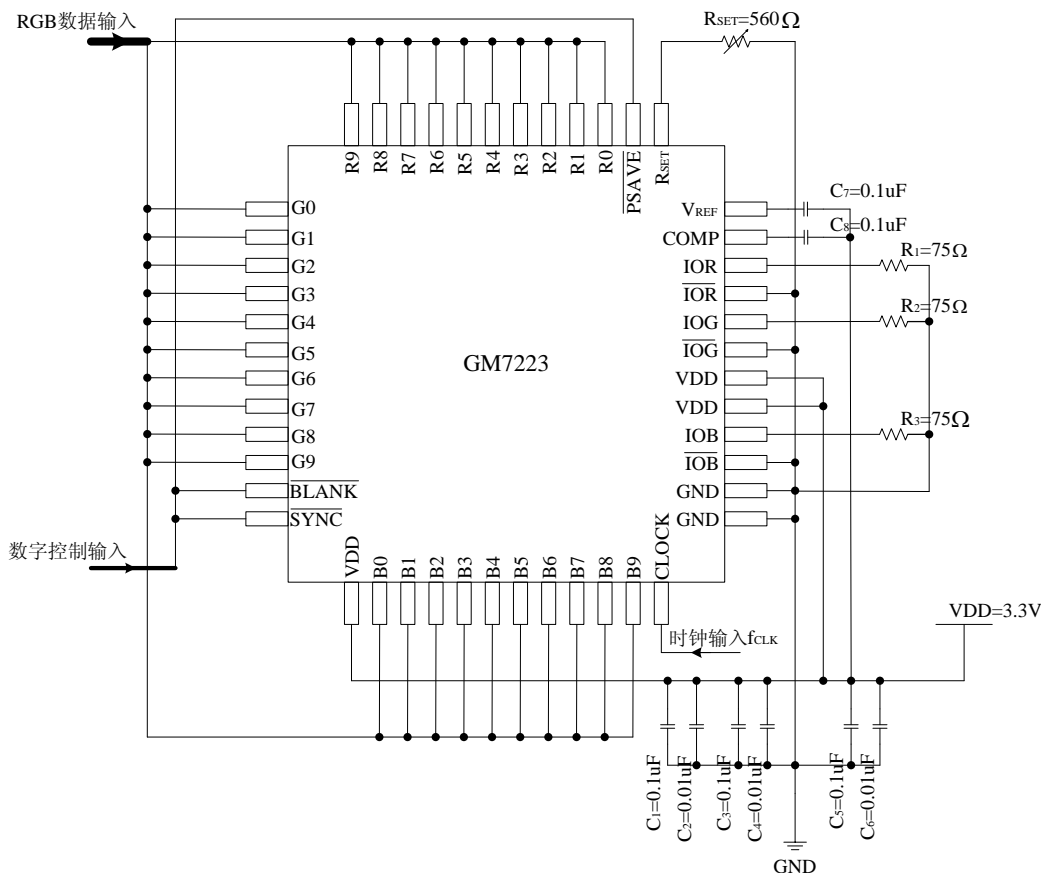 RGB数据输入
RSET=560Ω
R9
R8
R7
R6
R5
R4
R3
R2
R1
R0
PSAVE
RSET
G0
G1
G2
G3
G4
G5
G6
G7
G8
G9
BLANK
SYNC
GM7223
VREF
COMP
IOR
IOR
IOG
IOG
VDD
VDD
IOB
IOB
GND
GND
C7=0.1uF
C8=0.1uF
R1=75Ω
R2=75Ω
R3=75Ω
数字控制输入
VDD
B0
B1
B2
B3
B4
B5
B6
B7
B8
B9
CLOCK
时钟输入fCLK
VDD=3.3V
C1=0.1uF
C2=0.01uF
C3=0.1uF
C4=0.01uF
C5=0.1uF
C6=0.01uF
GND